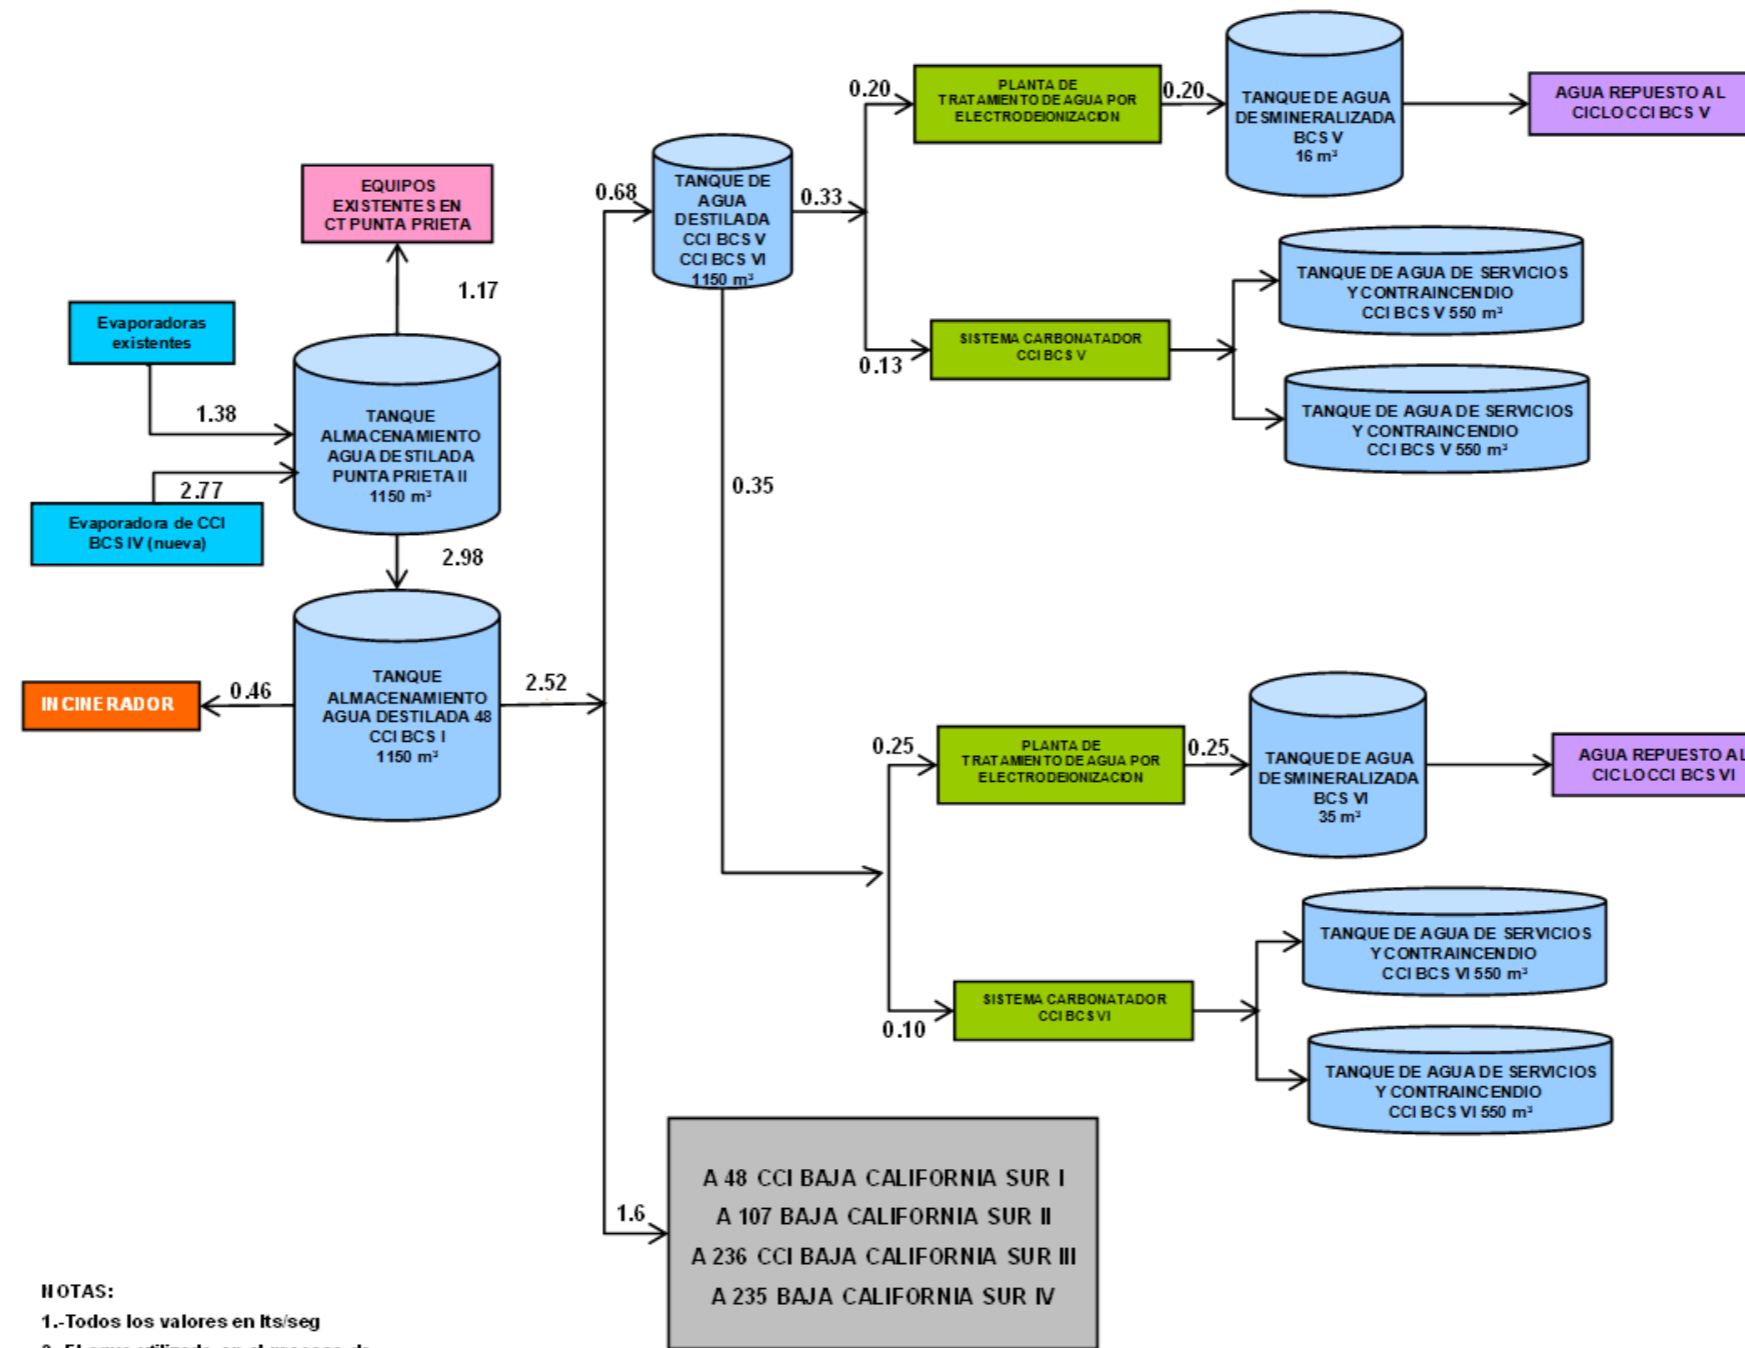 EQUIPOS
EXISTENTES EN
CT PUNTA PRIETA
1.17
Evaporadoras
existentes
1.38
2.77
Evaporadora de CCI
BCS IV (nueva)
TANQUE
ALMACENAMIENTO
AGUA DESTILADA
PUNTA PRIETA II
1150 m³
2.98
TANQUE
ALMACENAMIENTO
AGUA DESTILADA 48
CCI BCS I
1150 m³
INCINERADOR
0.46
2.52
0.68
TANQUE DE
AGUA
DESTILADA
CCI BCS V
CCI BCS VI
1150 m³
0.33
0.20
PLANTA DE
TRATAMIENTO DE AGUA POR
ELECTRODEIONIZACION
0.20
TANQUE DE AGUA
DESMINERALIZADA
BCS V
16 m³
AGUA REPUESTO AL
CICLO CCI BCS V
0.13
SISTEMA CARBONATADOR
CCI BCS V
TANQUE DE AGUA DE SERVICIOS
Y CONTRAINCENDIO
CCI BCS V 550 m³
TANQUE DE AGUA DE SERVICIOS
Y CONTRAINCENDIO
CCI BCS V 550 m³
0.35
0.25
PLANTA DE
TRATAMIENTO DE AGUA POR
ELECTRODEIONIZACION
0.25
TANQUE DE AGUA
DESMINERALIZADA
BCS VI
35 m³
AGUA REPUESTO AL
CICLO CCI BCS VI
0.10
SISTEMA CARBONATADOR
CCI BCS VI
TANQUE DE AGUA DE SERVICIOS
Y CONTRAINCENDIO
CCI BCS VI 550 m³
TANQUE DE AGUA DE SERVICIOS
Y CONTRAINCENDIO
CCI BCS VI 550 m³
1.6
A 48 CCI BAJA CALIFORNIA SUR I
A 107 BAJA CALIFORNIA SUR II
A 236 CCI BAJA CALIFORNIA SUR III
A 235 BAJA CALIFORNIA SUR IV
NOTAS:
1.-Todos los valores en lts/seg